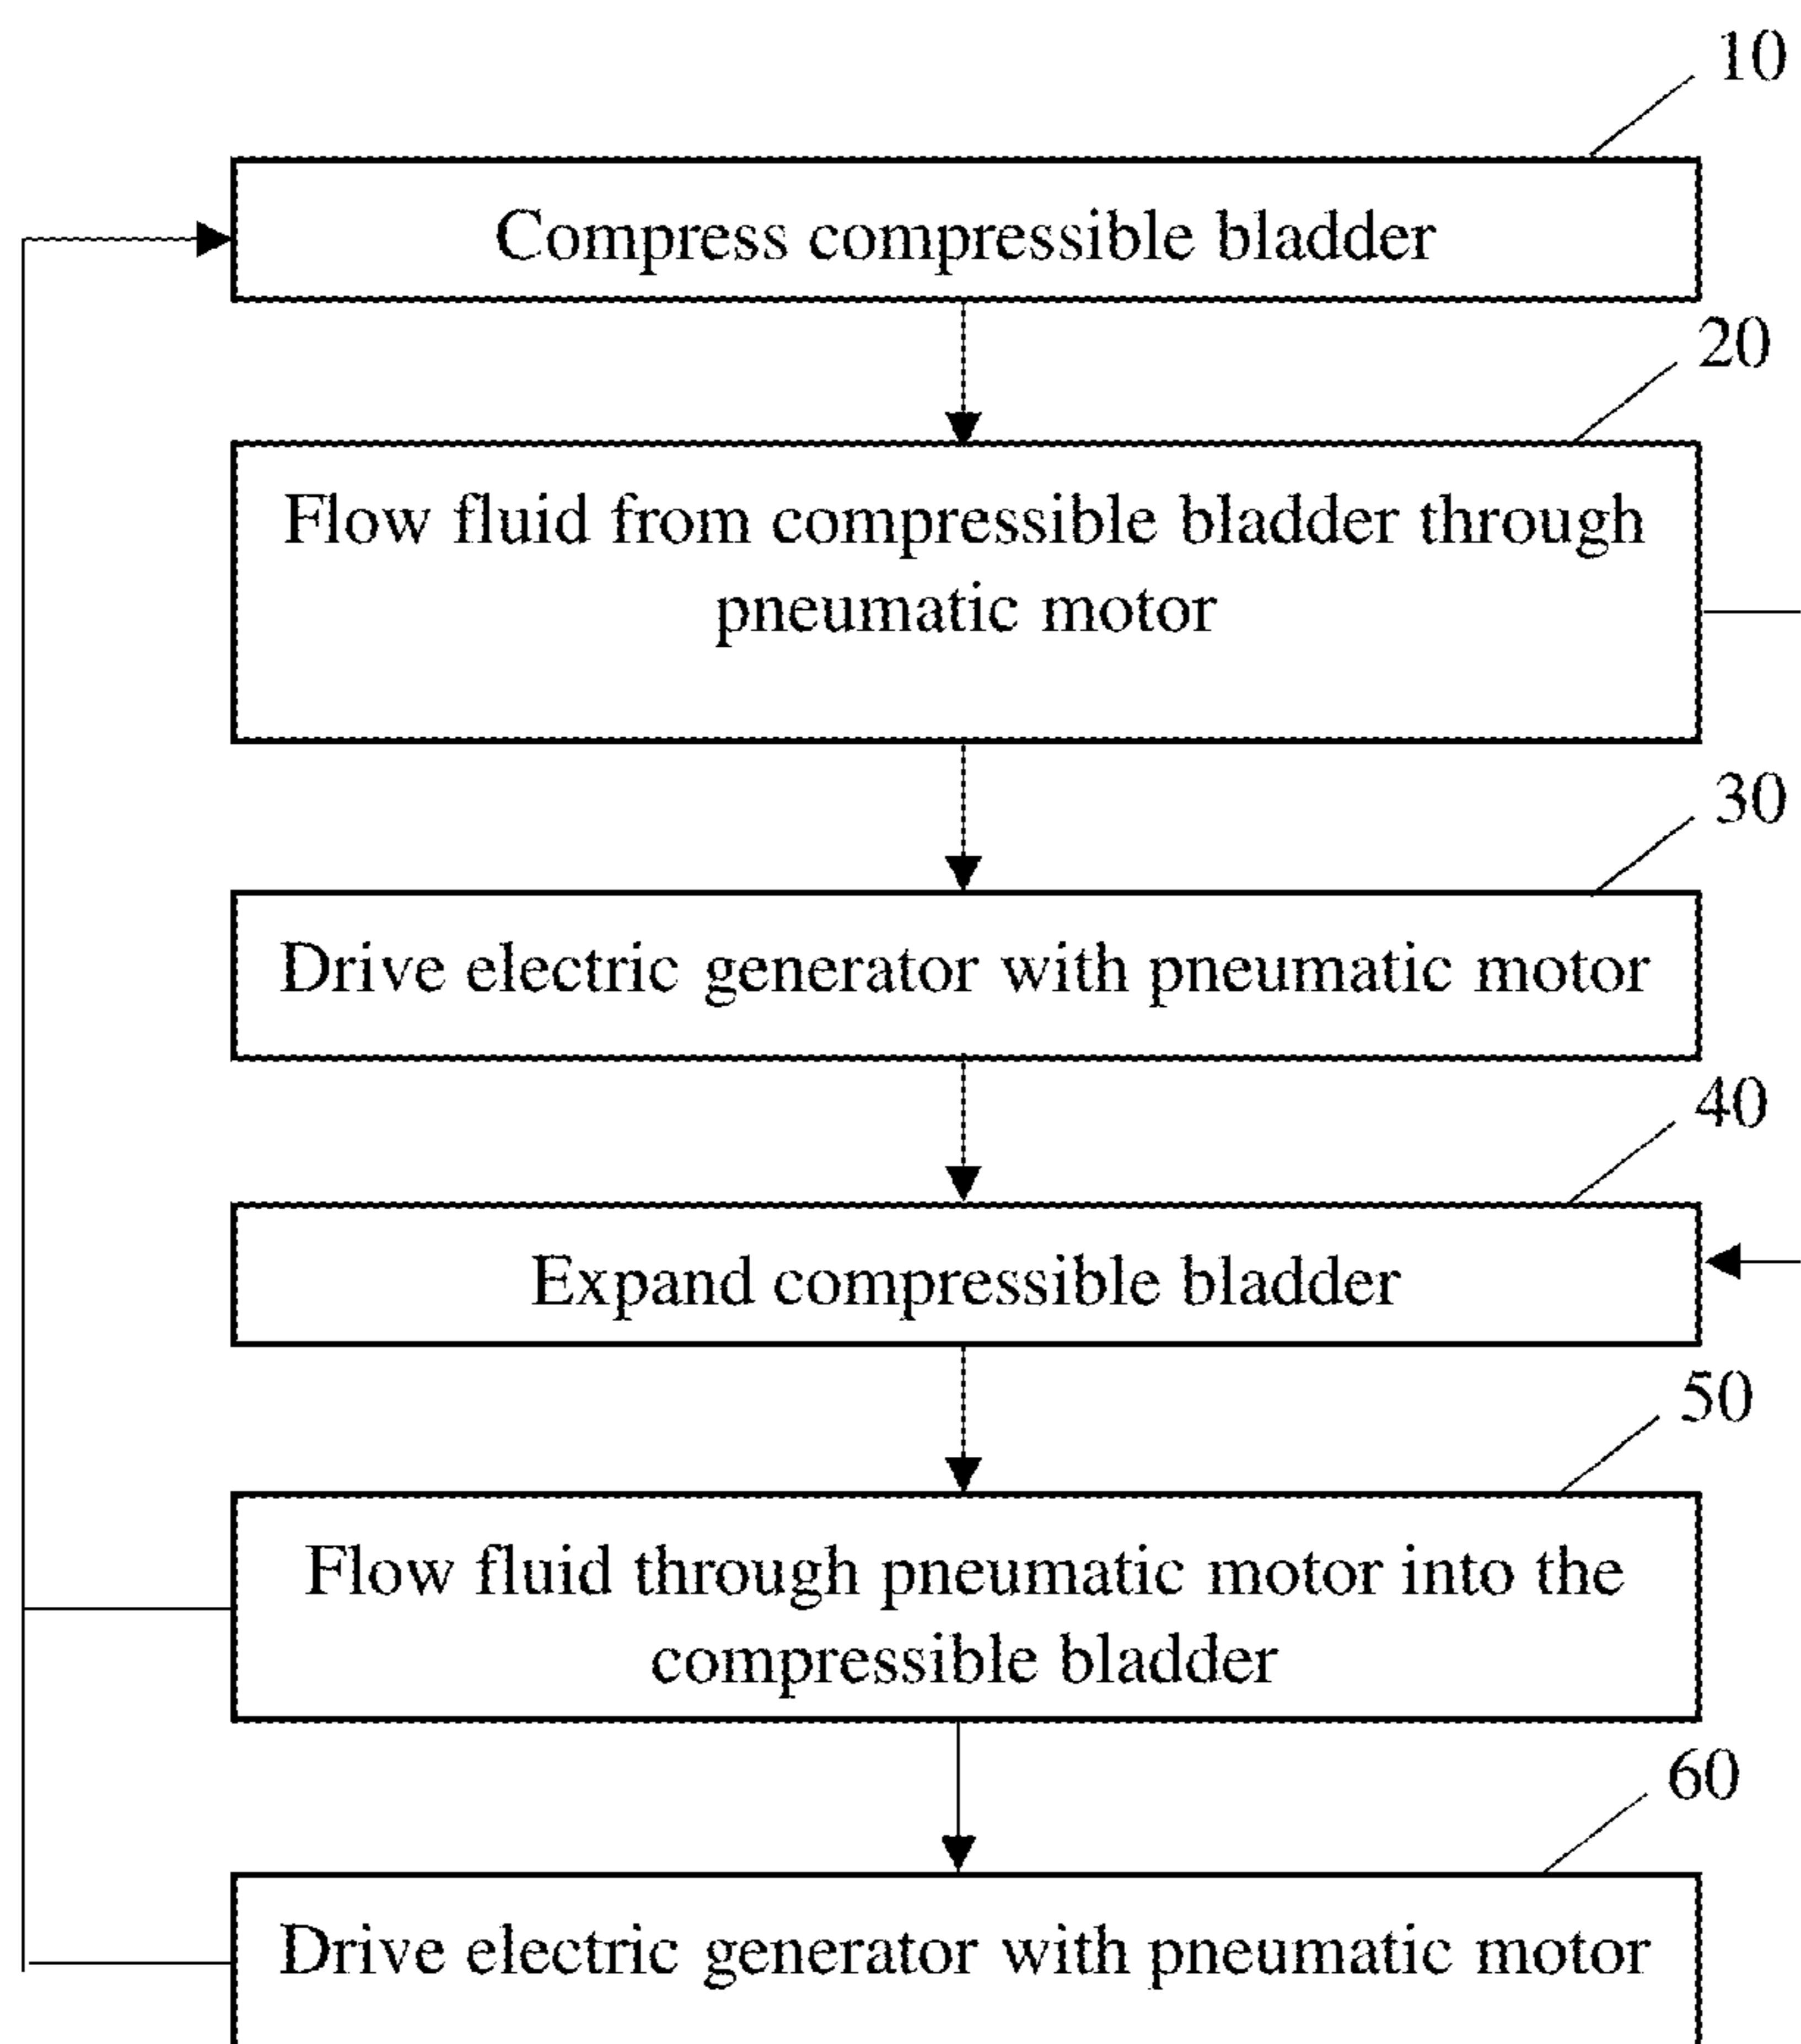 10
Compress compressible bladder
20
Flow fluid from compressible bladder through
pneumatic motor
30
Drive electric generator with pneumatic motor
40
Expand compressible bladder
50
Flow fluid through pneumatic motor into the
compressible bladder
60
Drive electric generator with pneumatic motor